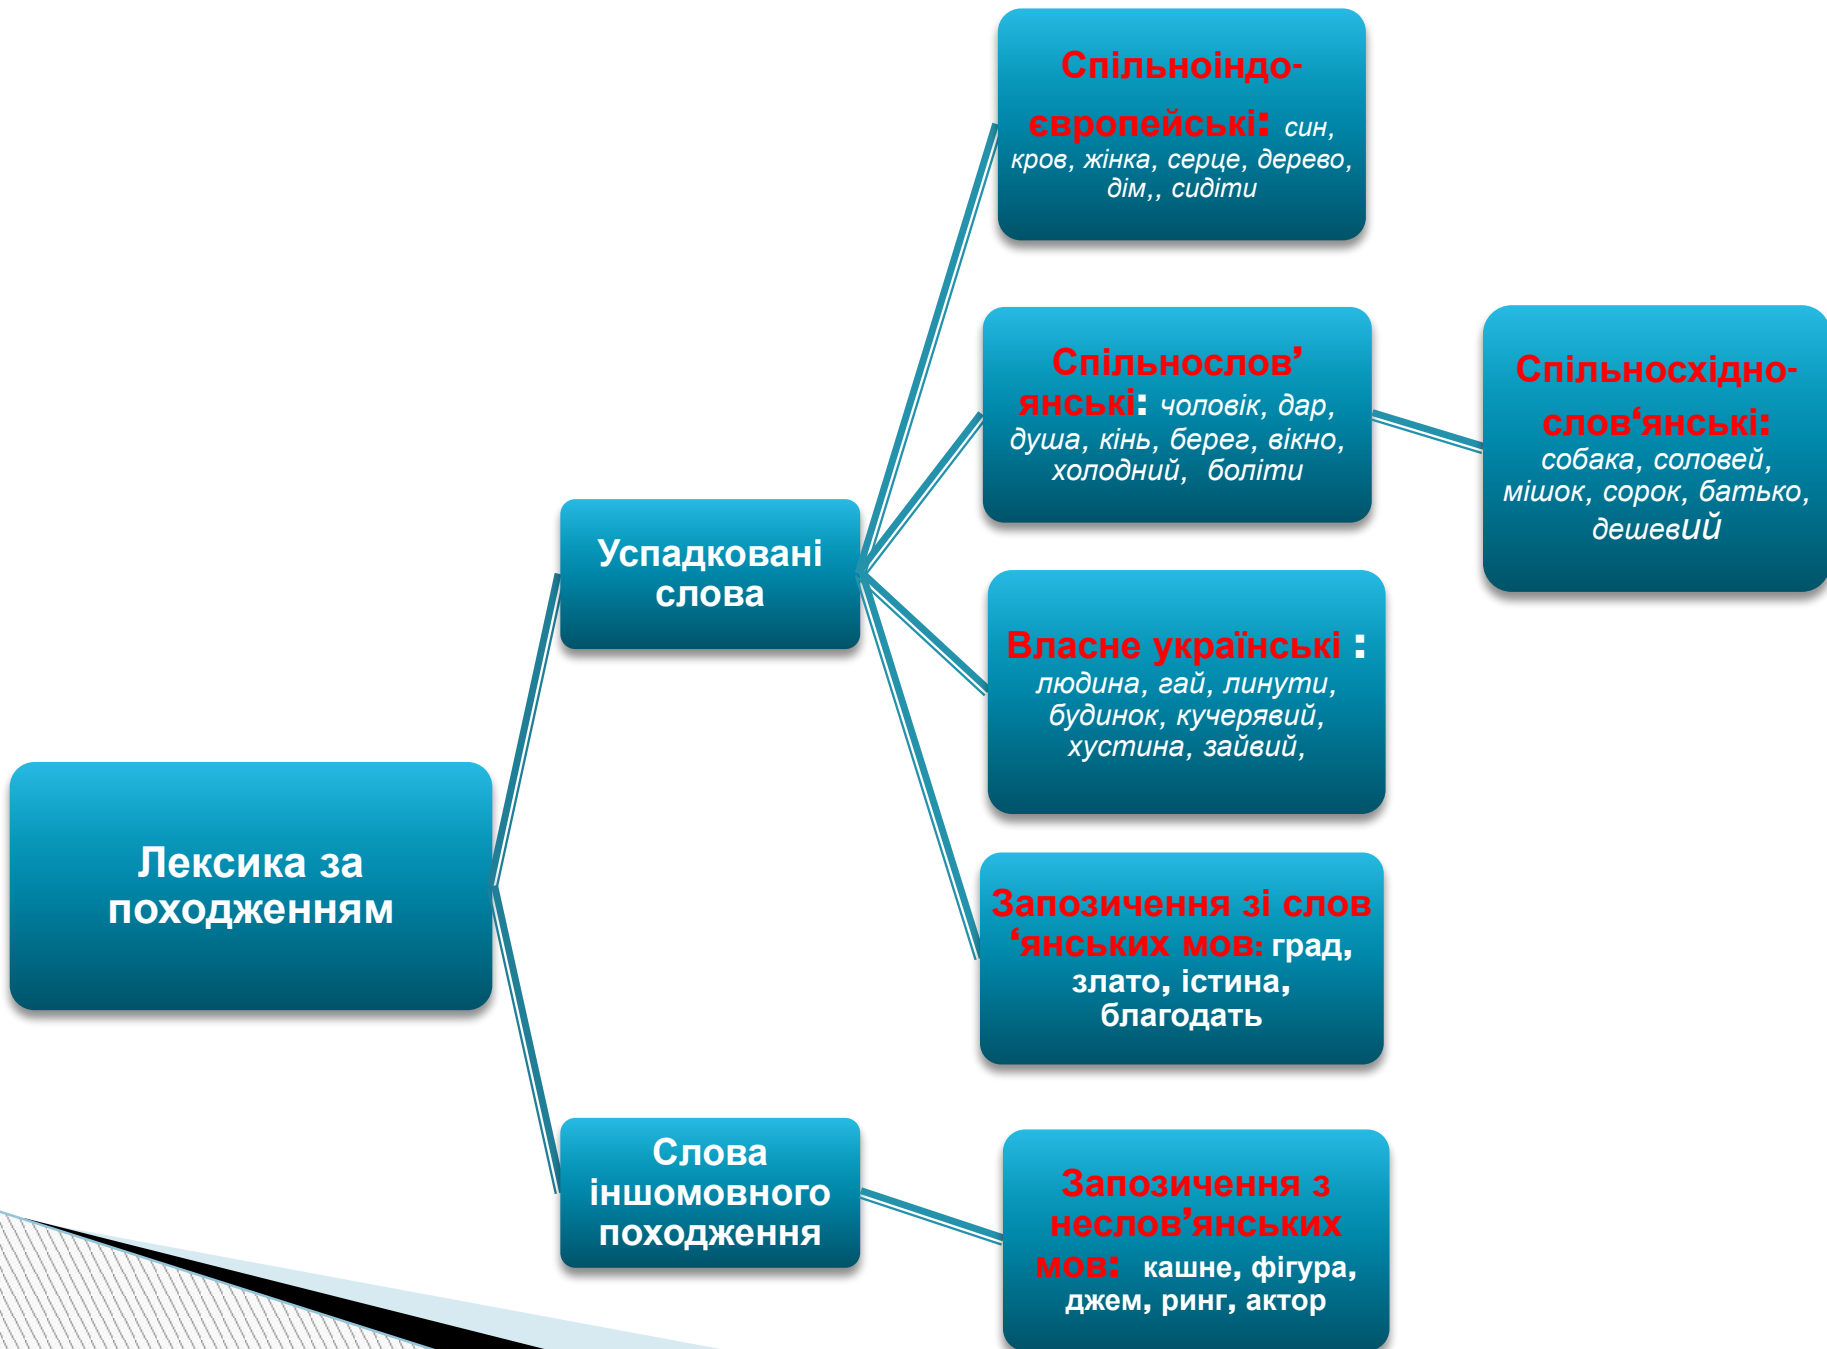 Спільноіндо-
європейські: син,
кров, жінка, серце, дерево,
дім,, сидіти
Спільнослов’
янські: чоловік, дар,
душа, кінь, берег, вікно,
холодний, боліти
Спільносхідно-
слов‘янські:
собака, соловей,
мішок, сорок, батько,
дешевий
Успадковані
слова
Власне українські :
людина, гай, линути,
будинок, кучерявий,
хустина, зайвий,
Лексика за
походженням
Запозичення зі слов
‘янських мов: град,
злато, істина,
благодать
Слова
іншомовного
походження
Запозичення з
неслов’янських
мов: кашне, фігура,
джем, ринг, актор